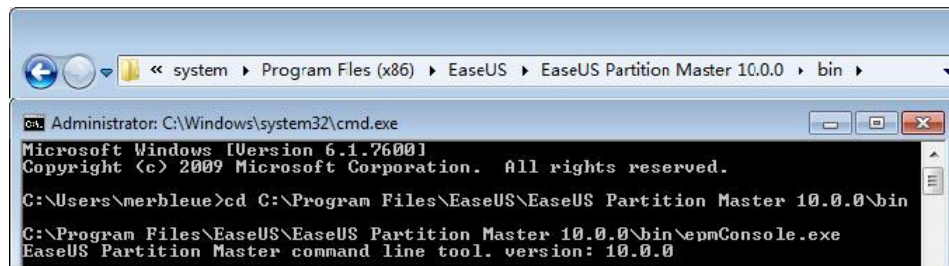 « system ▸ Program Files (x86) ▸ EaseUS ▸ EaseUS Partition Master 10.0.0 ▸ bin ▸
Administrator: C:\Windows\system32\cmd.exe
Microsoft Windows [Version 6.1.7600]
Copyright (c) 2009 Microsoft Corporation. All rights reserved.
C:\Users\merbleue>cd C:\Program Files\EaseUS\EaseUS Partition Master 10.0.0\bin
C:\Program Files\EaseUS\EaseUS Partition Master 10.0.0\bin\epmConsole.exe
EaseUS Partition Master command line tool. version: 10.0.0